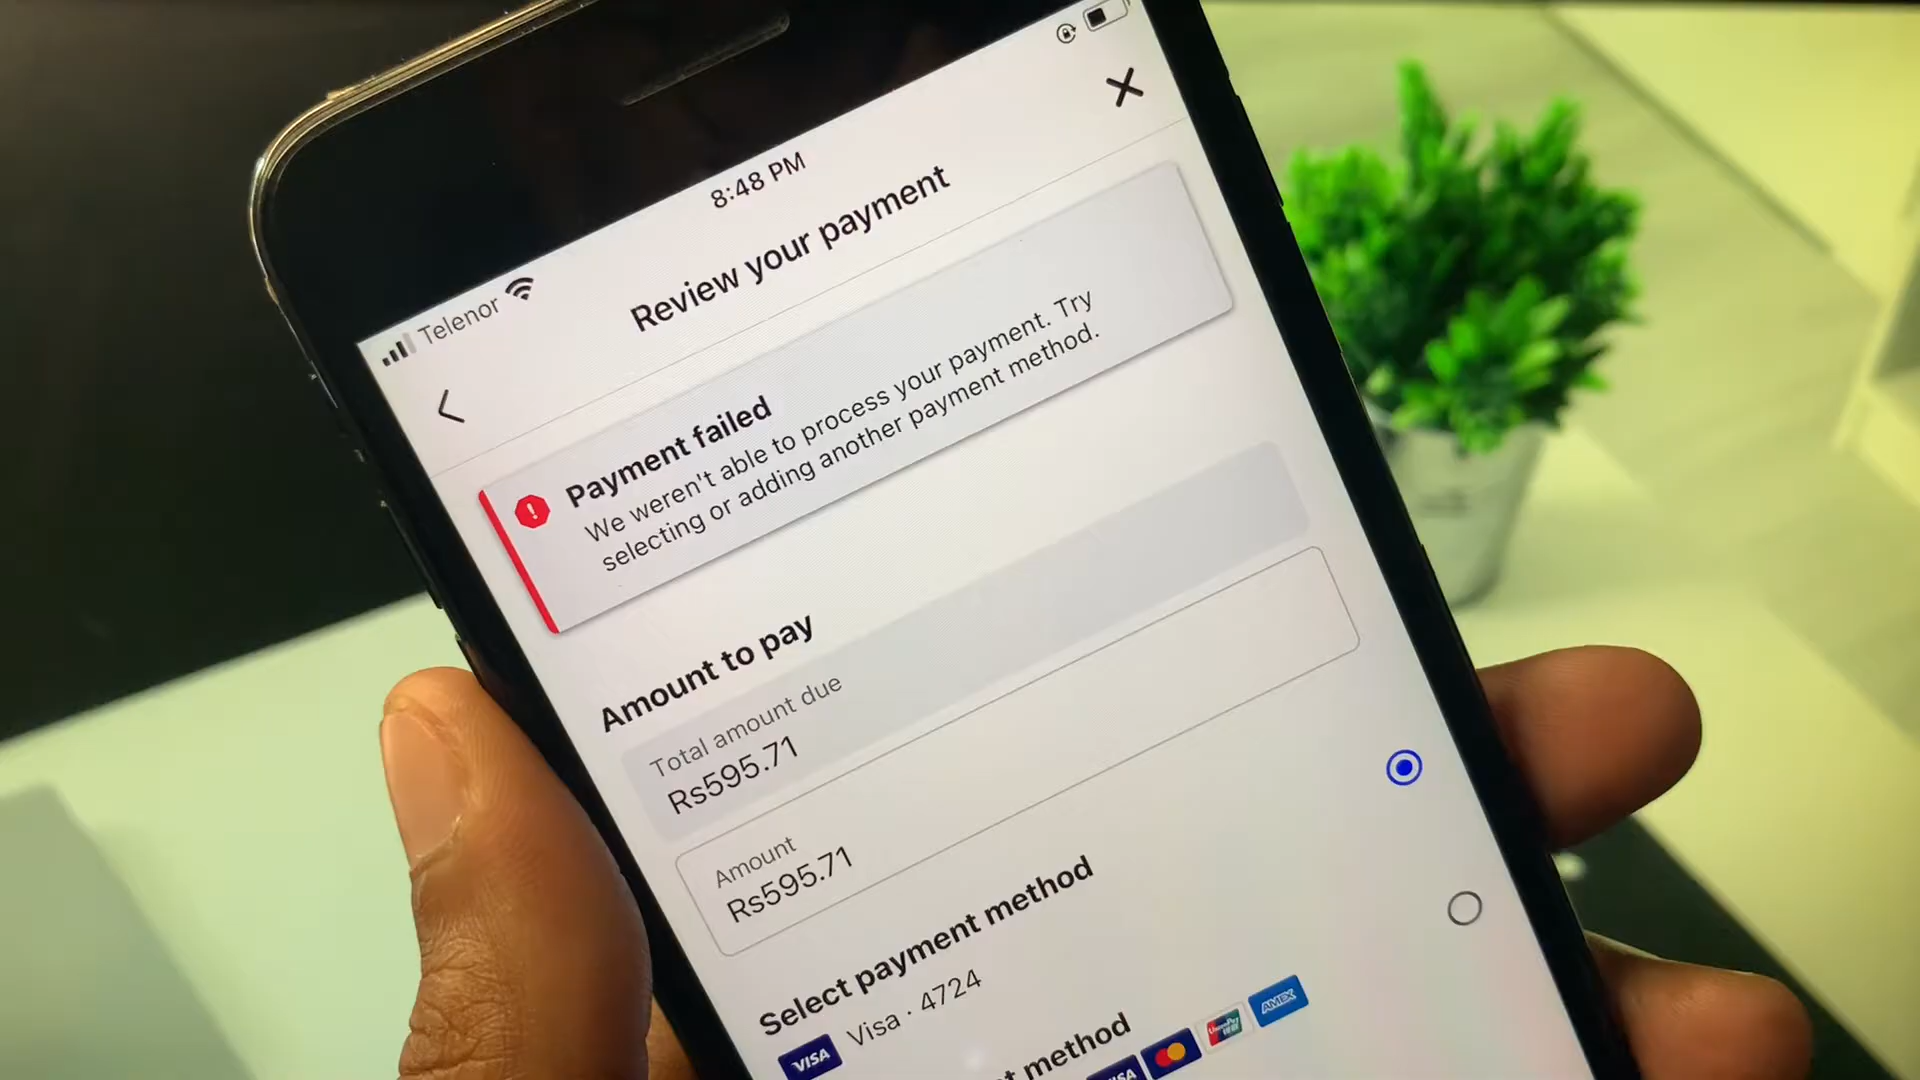 Telenor
8:48 PM
Review your payment
Payment failed
We weren't able to process your payment. Try
selecting or adding another payment method.
Amount to pay
Total amount due
Rs595.71
Amount
Rs595.71
Select payment method
VISA Visa · 4724
method
VISA UnionPay AMEX